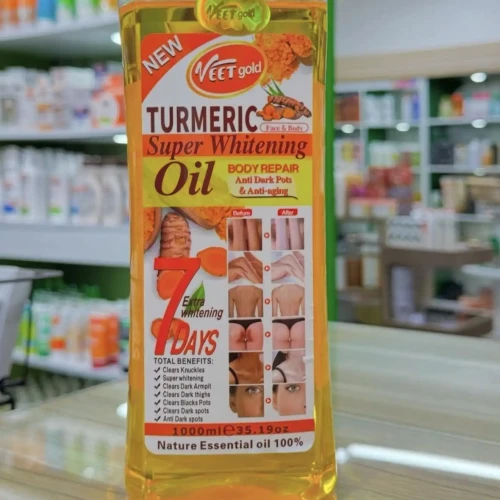 VEET gold
NEW
VEET gold
TURMERIC
Face & Body
Super Whitening
Oil
BODY REPAIR
Anti Dark Pots
& Anti-aging
Before
After
7
Extra
whitening
DAYS
TOTAL BENEFITS:
✓ Clears Knuckles
✓ Super whitening
✓ Clears Dark Armpit
✓ Clears Dark thighs
✓ Clears Blacks Pots
✓ Clears Dark spots
✓ Anti Dark spots
1000ml℮35.19oz
Nature Essential oil 100%